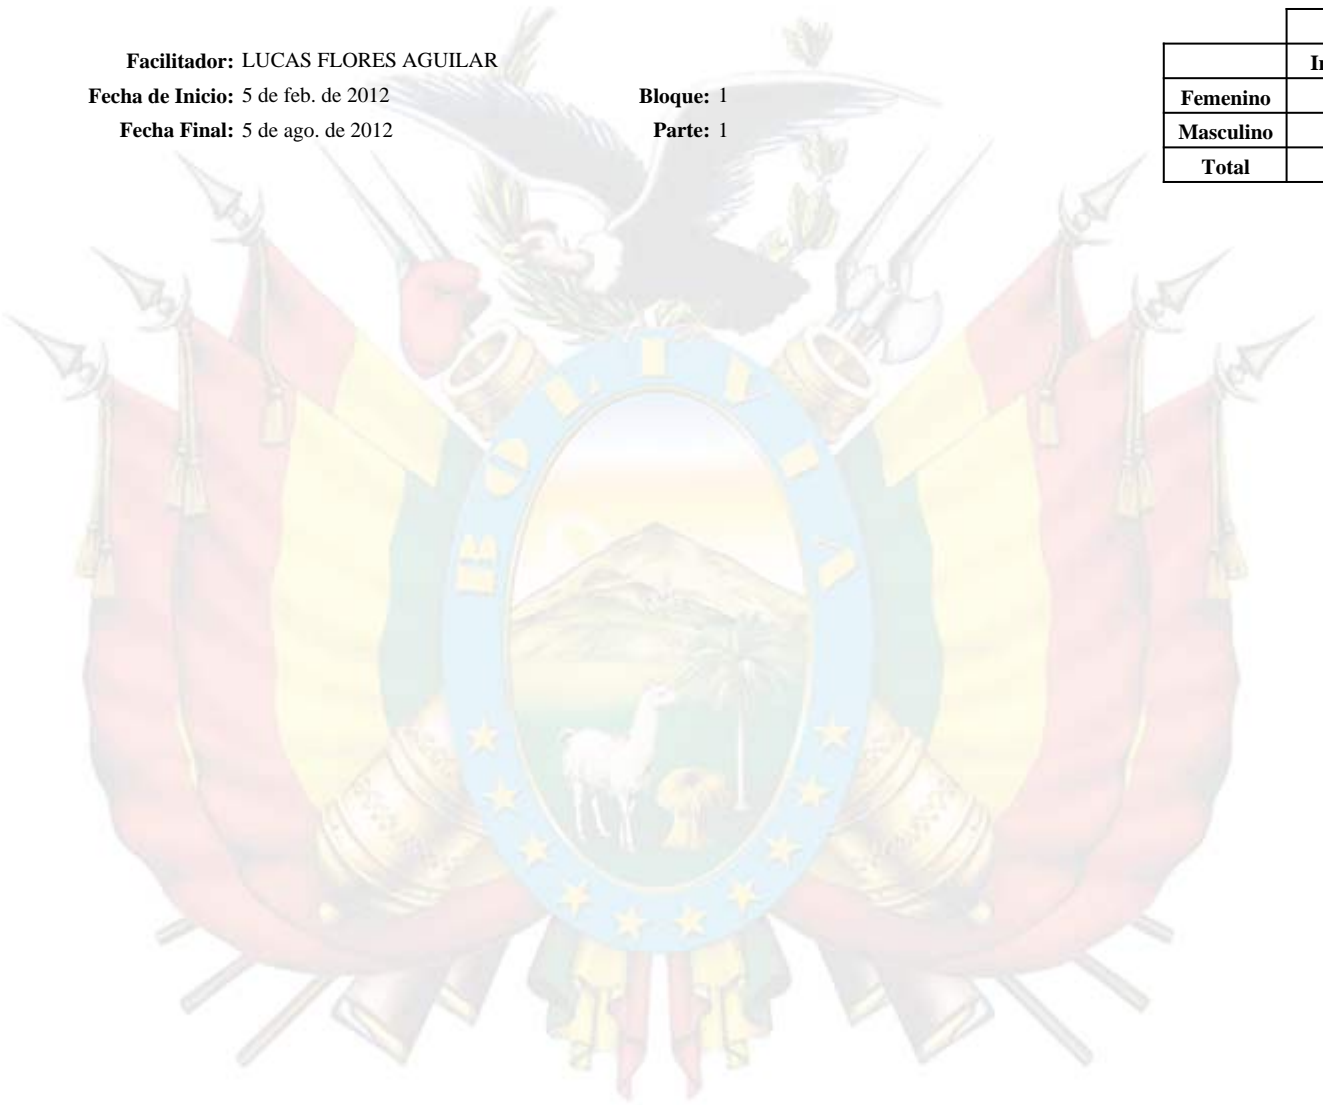 Facilitador: LUCAS FLORES AGUILAR
Fecha de Inicio: 5 de feb. de 2012 Bloque: 1
Fecha Final: 5 de ago. de 2012 Parte: 1
Femenino
Masculino
Total
BOLIVIA